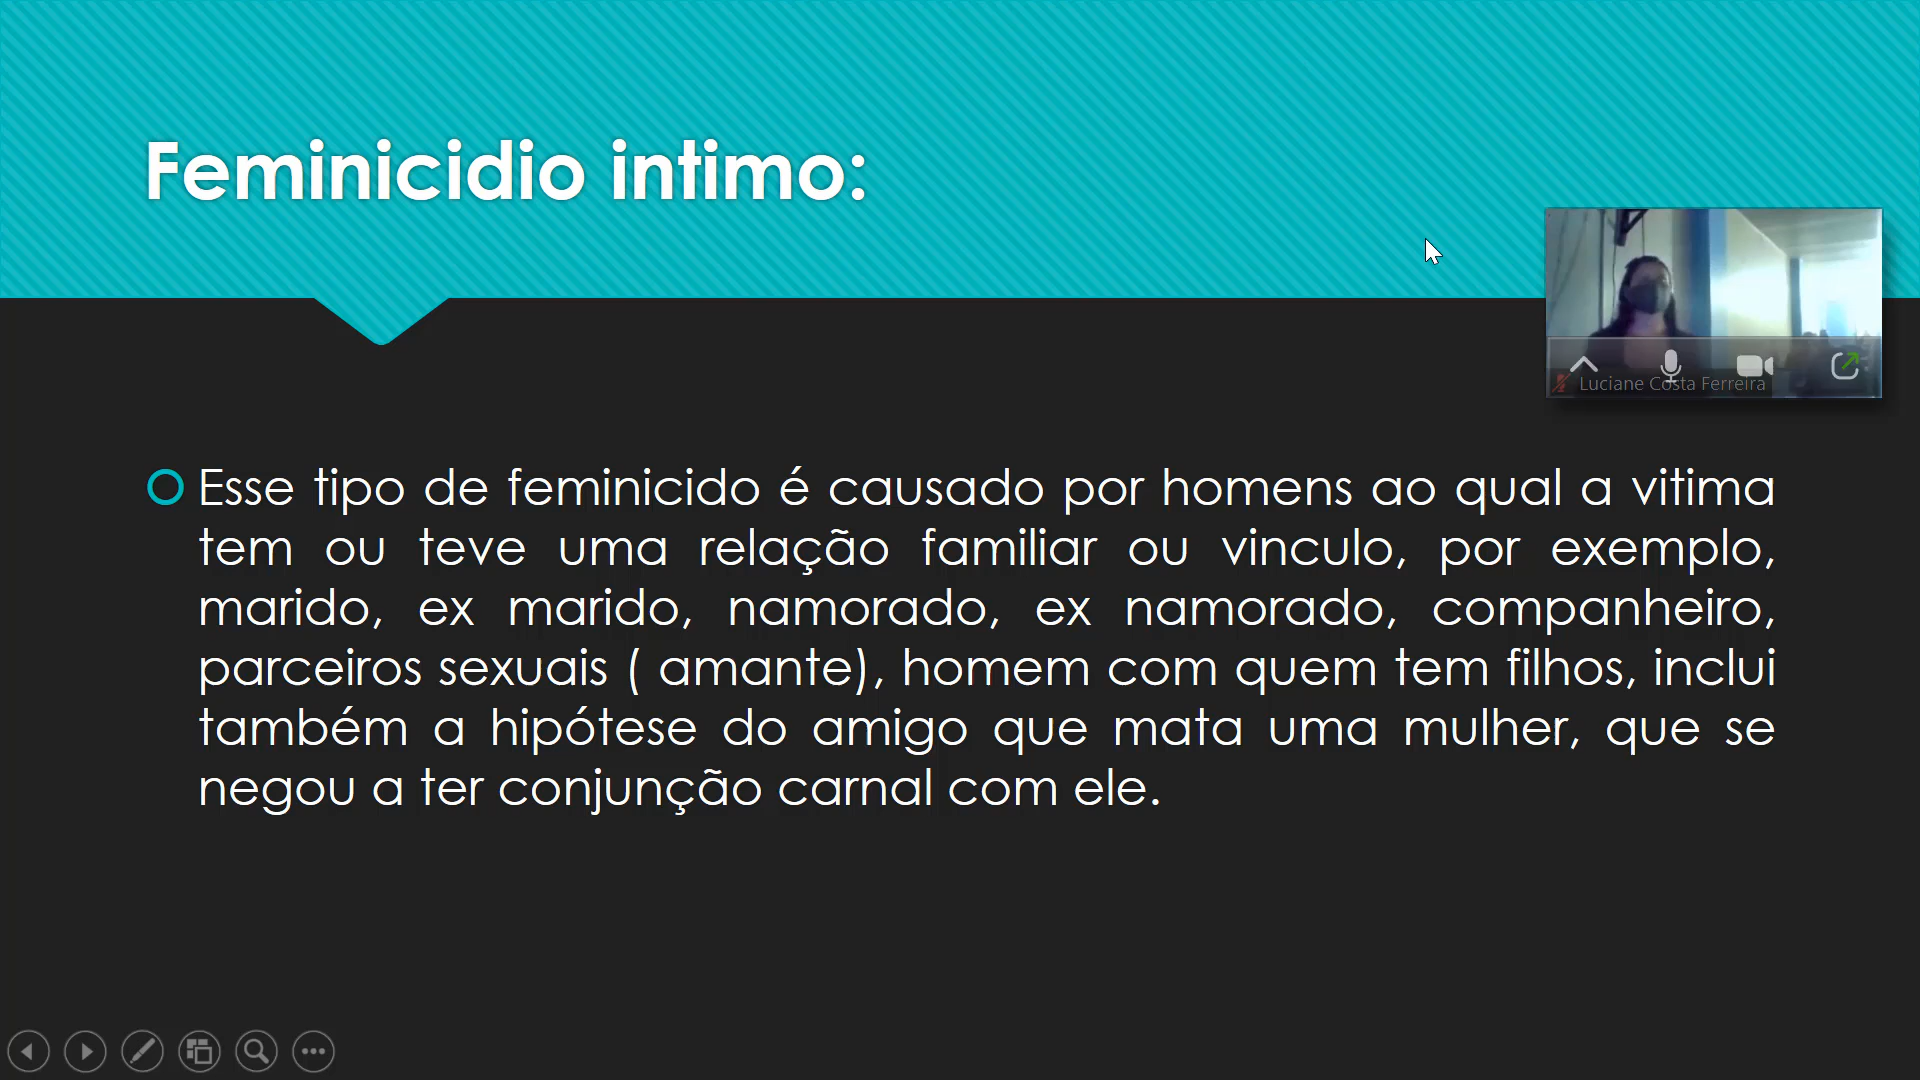 Feminicidio intimo:
Luciane Costa Ferreira
Esse tipo de feminicido é causado por homens ao qual a vitima
tem ou teve uma relação familiar ou vinculo, por exemplo,
marido, ex marido, namorado, ex namorado, companheiro,
parceiros sexuais ( amante), homem com quem tem filhos, inclui
também a hipótese do amigo que mata uma mulher, que se
negou a ter conjunção carnal com ele.